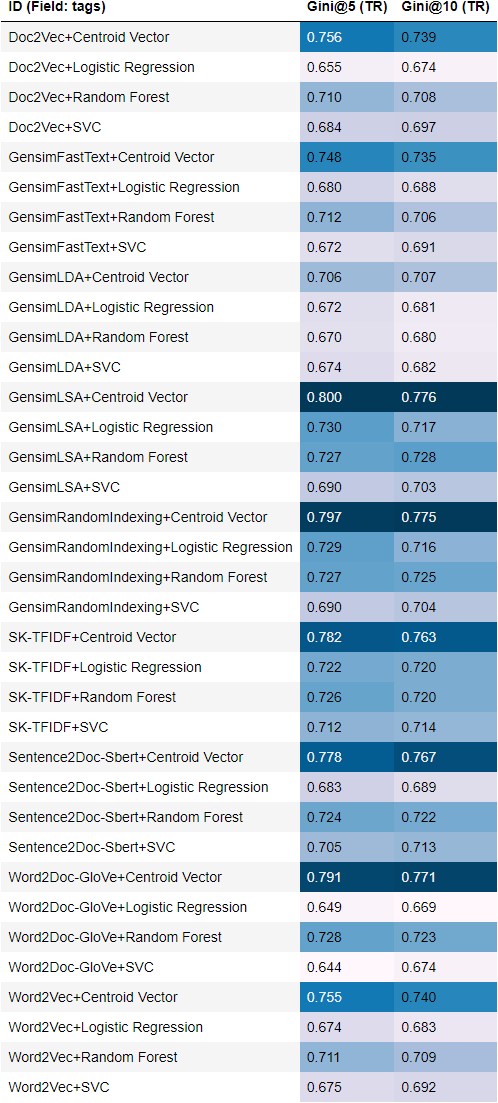 ID (Field: tags) Gini@5 (TR) Gini@10 (TR)
Doc2Vec+Centroid Vector 0.756 0.739
Doc2Vec+Logistic Regression 0.655 0.674
Doc2Vec+Random Forest 0.710 0.708
Doc2Vec+SVC 0.684 0.697
GensimFastText+Centroid Vector 0.748 0.735
GensimFastText+Logistic Regression 0.680 0.688
GensimFastText+Random Forest 0.712 0.706
GensimFastText+SVC 0.672 0.691
GensimLDA+Centroid Vector 0.706 0.707
GensimLDA+Logistic Regression 0.672 0.681
GensimLDA+Random Forest 0.670 0.680
GensimLDA+SVC 0.674 0.682
GensimLSA+Centroid Vector 0.800 0.776
GensimLSA+Logistic Regression 0.730 0.717
GensimLSA+Random Forest 0.727 0.728
GensimLSA+SVC 0.690 0.703
GensimRandomIndexing+Centroid Vector 0.797 0.775
GensimRandomIndexing+Logistic Regression 0.729 0.716
GensimRandomIndexing+Random Forest 0.727 0.725
GensimRandomIndexing+SVC 0.690 0.704
SK-TFIDF+Centroid Vector 0.782 0.763
SK-TFIDF+Logistic Regression 0.722 0.720
SK-TFIDF+Random Forest 0.726 0.720
SK-TFIDF+SVC 0.712 0.714
Sentence2Doc-Sbert+Centroid Vector 0.778 0.767
Sentence2Doc-Sbert+Logistic Regression 0.683 0.689
Sentence2Doc-Sbert+Random Forest 0.724 0.722
Sentence2Doc-Sbert+SVC 0.705 0.713
Word2Doc-GloVe+Centroid Vector 0.791 0.771
Word2Doc-GloVe+Logistic Regression 0.649 0.669
Word2Doc-GloVe+Random Forest 0.728 0.723
Word2Doc-GloVe+SVC 0.644 0.674
Word2Vec+Centroid Vector 0.755 0.740
Word2Vec+Logistic Regression 0.674 0.683
Word2Vec+Random Forest 0.711 0.709
Word2Vec+SVC 0.675 0.692